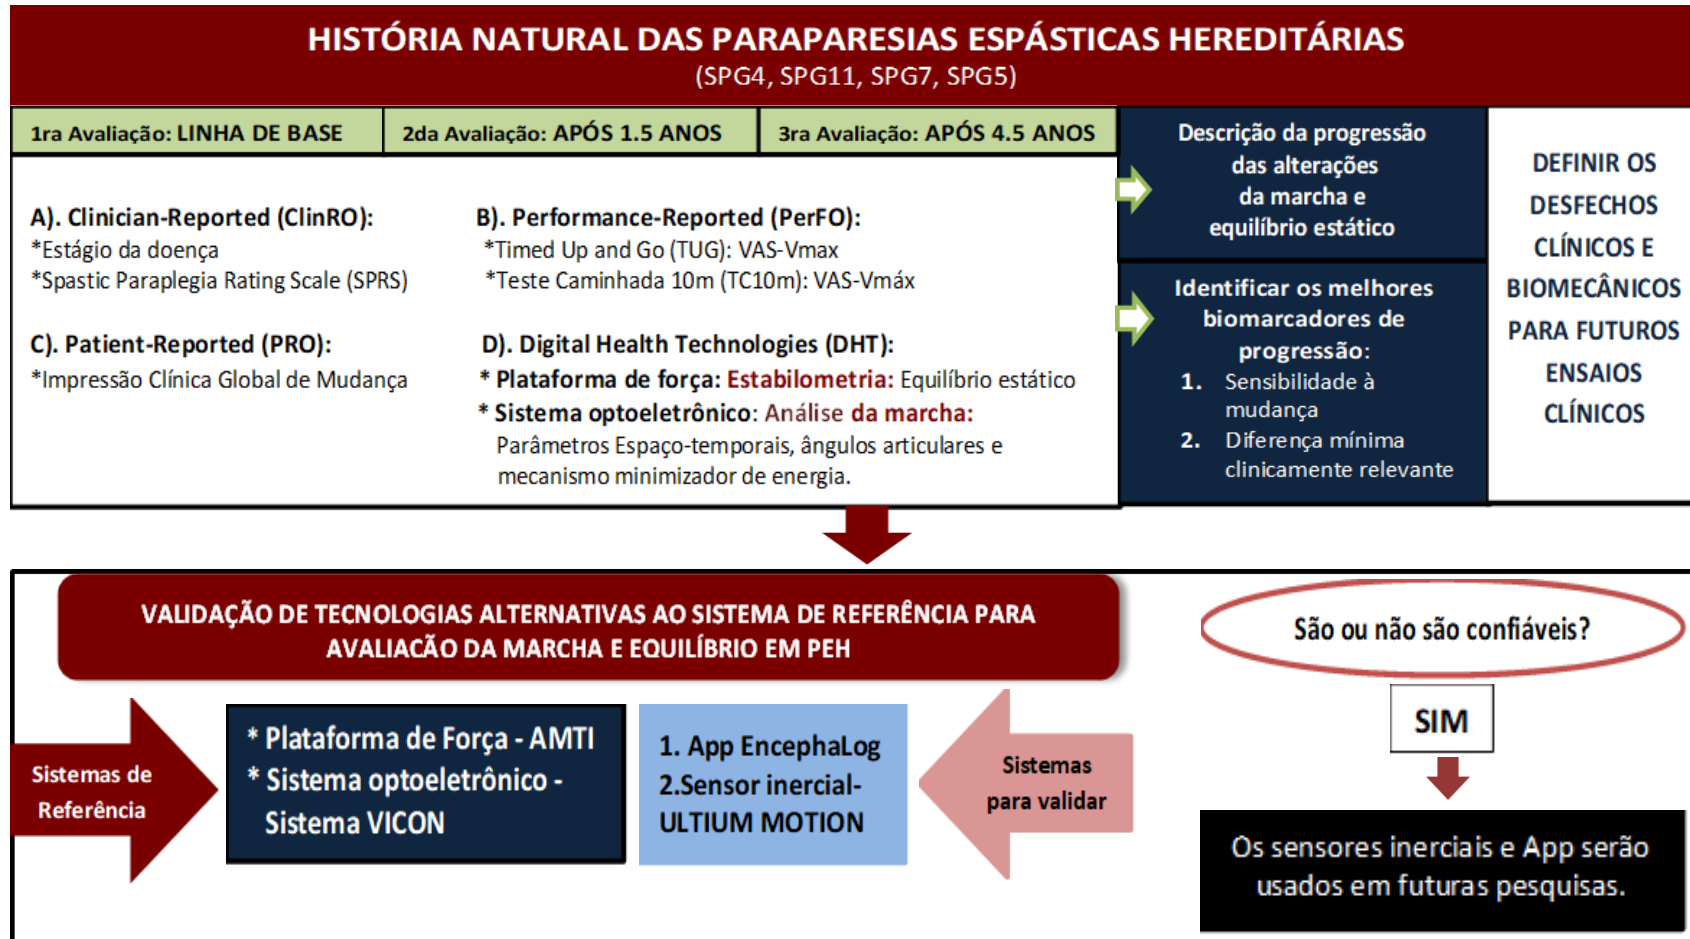 HISTÓRIA NATURAL DAS PARAPARESIAS ESPÁSTICAS HEREDITÁRIAS
(SPG4, SPG11, SPG7, SPG5)
1ra Avaliação: LINHA DE BASE
2da Avaliação: APÓS 1.5 ANOS
3ra Avaliação: APÓS 4.5 ANOS
A). Clinician-Reported (ClinRO):
*Estágio da doença
*Spastic Paraplegia Rating Scale (SPRS)
B). Performance-Reported (PerFO):
*Timed Up and Go (TUG): VAS-Vmax
*Teste Caminhada 10m (TC10m): VAS-Vmáx
C). Patient-Reported (PRO):
*Impressão Clínica Global de Mudança
D). Digital Health Technologies (DHT):
* Plataforma de força: Estabilometria: Equilíbrio estático
* Sistema optoeletrônico: Análise da marcha:
Parâmetros Espaço-temporais, ângulos articulares e
mecanismo minimizador de energia.
Descrição da progressão
das alterações
da marcha e
equilíbrio estático
Identificar os melhores
biomarcadores de
progressão:
1. Sensibilidade à
mudança
2. Diferença mínima
clinicamente relevante
DEFINIR OS
DESFECHOS
CLÍNICOS E
BIOMECÂNICOS
PARA FUTUROS
ENSAIOS
CLÍNICOS
VALIDAÇÃO DE TECNOLOGIAS ALTERNATIVAS AO SISTEMA DE REFERÊNCIA PARA
AVALIACÃO DA MARCHA E EQUILÍBRIO EM PEH
Sistemas de
Referência
* Plataforma de Força - AMTI
* Sistema optoeletrônico -
Sistema VICON
1. App EncephaLog
2.Sensor inercial-
ULTIUM MOTION
Sistemas
para validar
São ou não são confiáveis?
SIM
Os sensores inerciais e App serão
usados em futuras pesquisas.